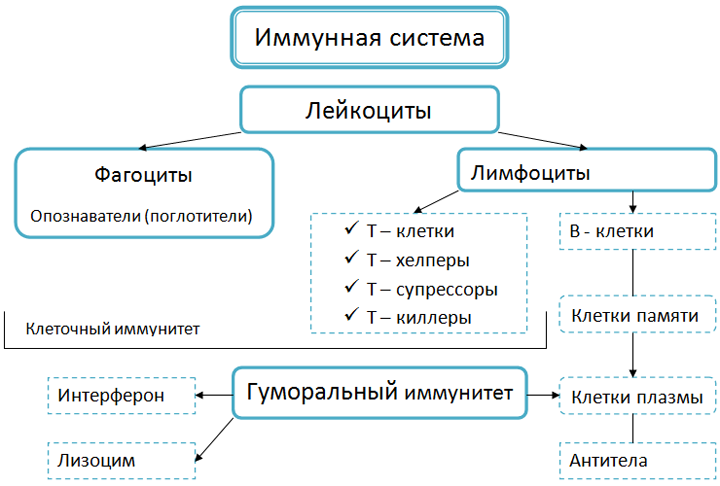 Иммунная система
Лейкоциты
Фагоциты
Опознаватели (поглотители)
Лимфоциты
✓ Т – клетки
✓ Т – хелперы
✓ Т – супрессоры
✓ Т – киллеры
В - клетки
Клетки памяти
Клеточный иммунитет
Интерферон
Гуморальный иммунитет
Клетки плазмы
Лизоцим
Антитела